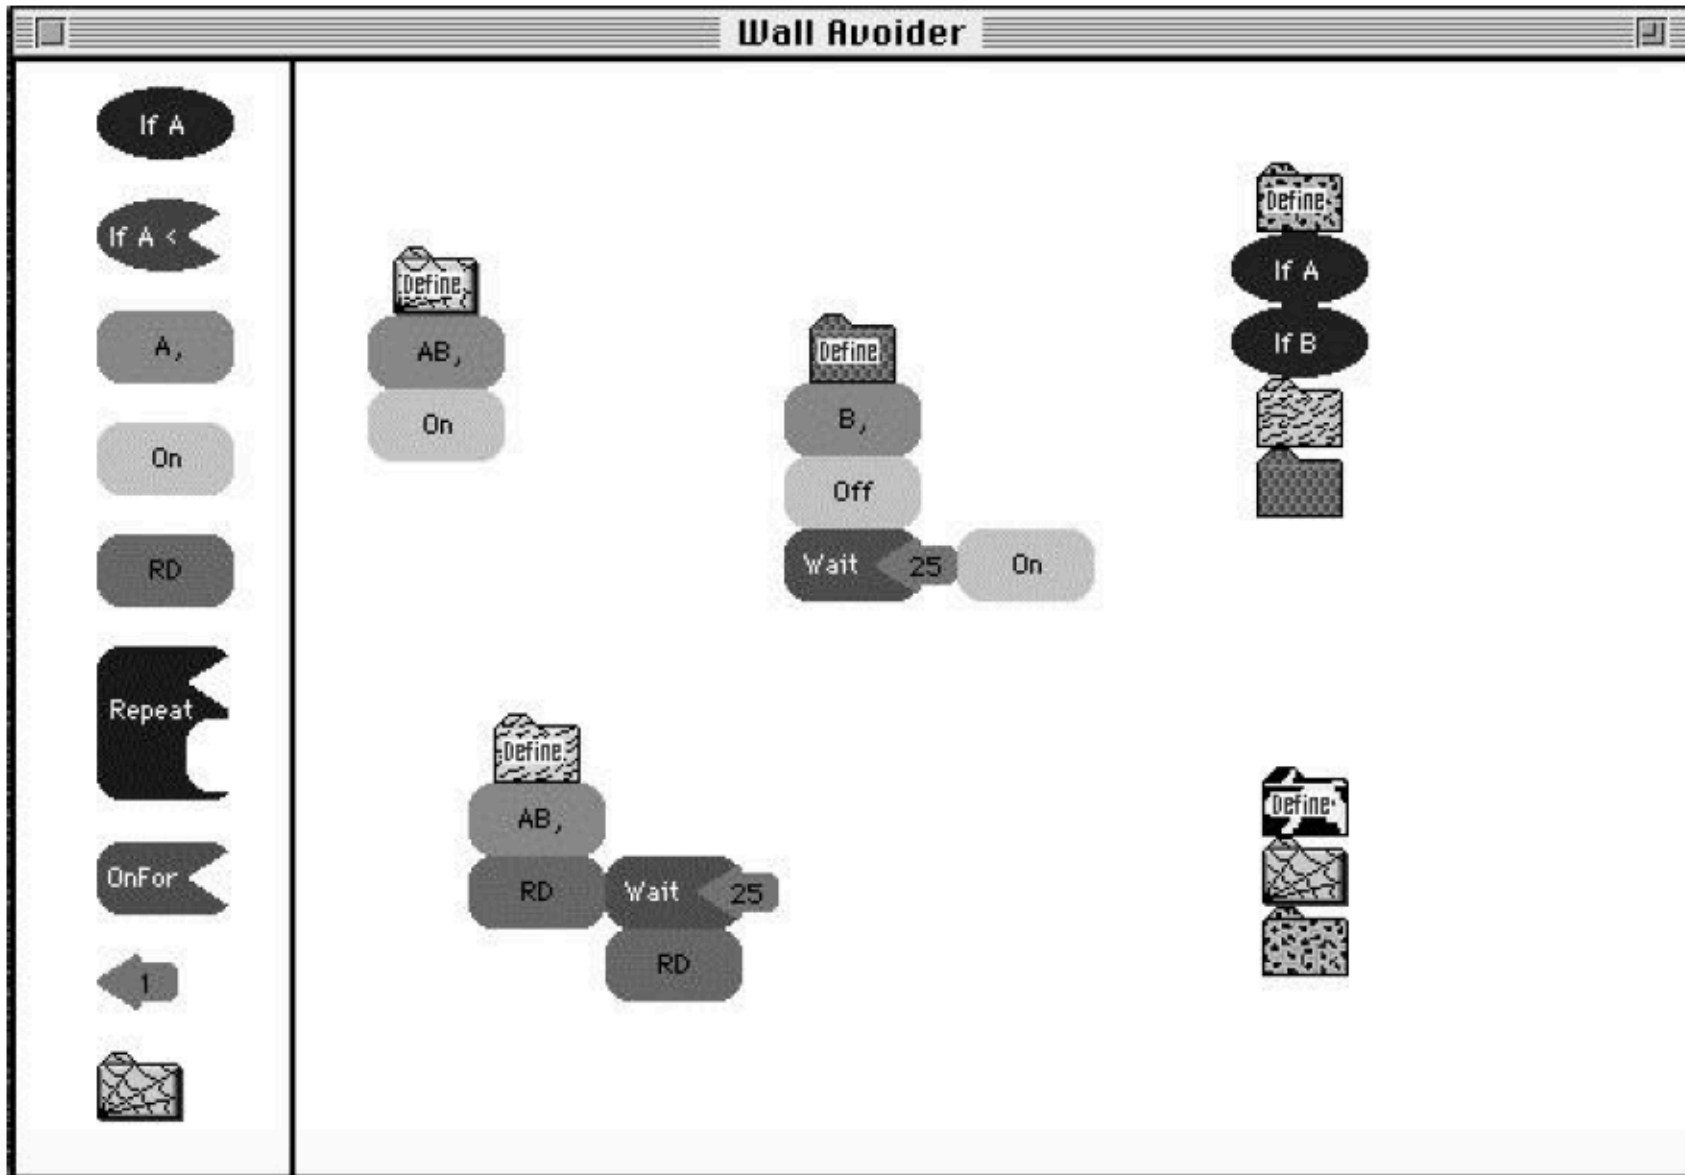 Wall Avoider
If A
If A <
A,
On
RD
Repeat
OnFor
1
Define
AB,
On
Define
B,
Off
Wait 25 On
Define
AB,
RD Wait 25
RD
Define
If A
If B
Define